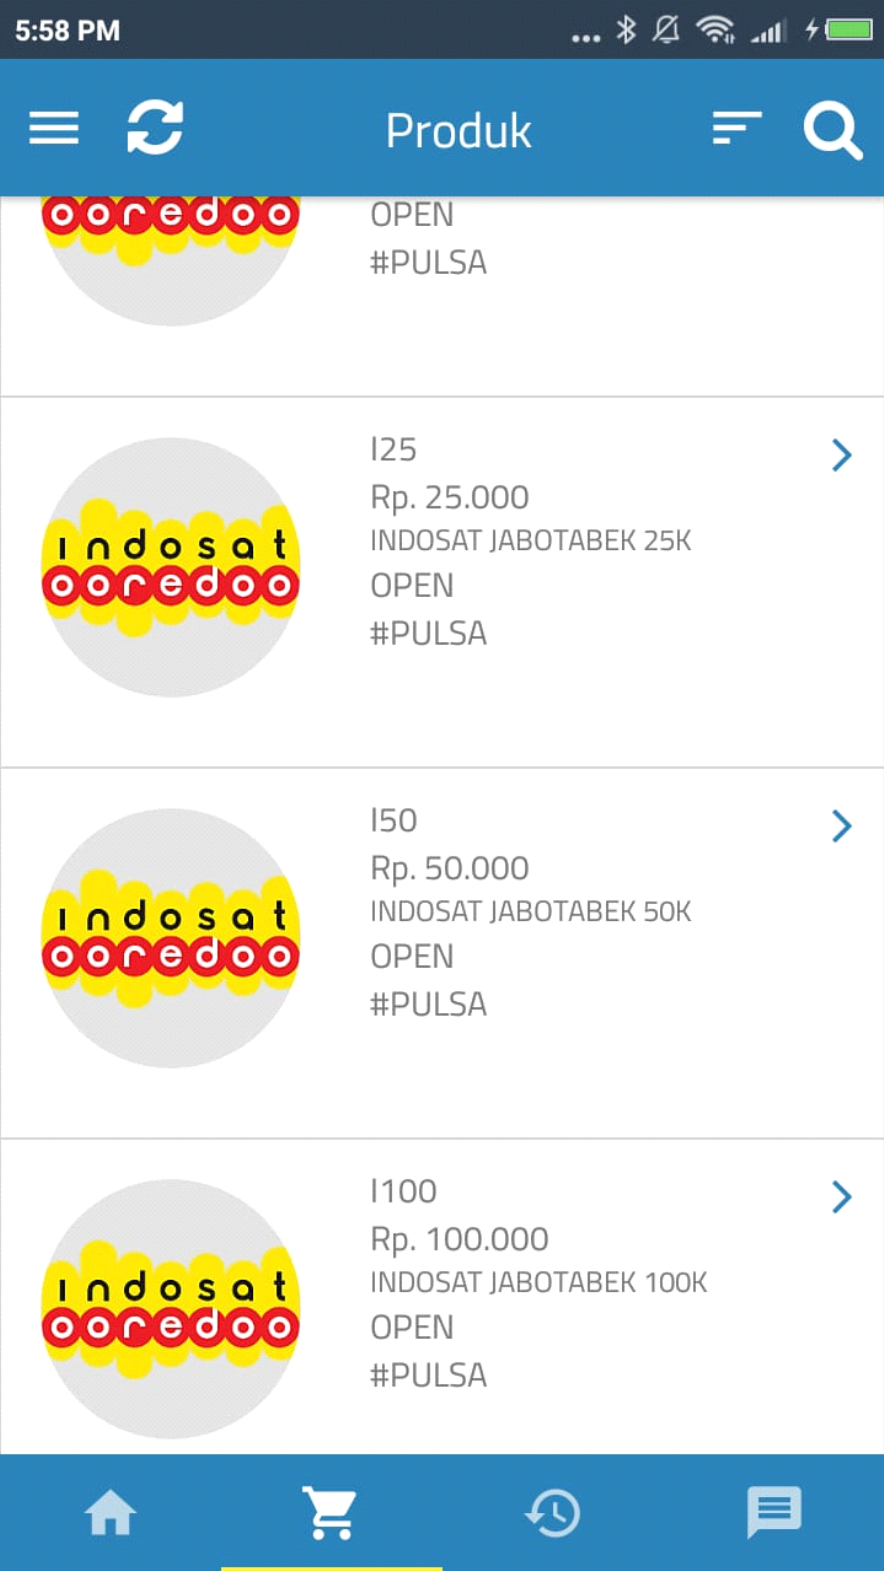 5:58 PM
Produk
ooredoo
OPEN
#PULSA
indosat
ooredoo
I25
Rp. 25.000
INDOSAT JABOTABEK 25K
OPEN
#PULSA
indosat
ooredoo
I50
Rp. 50.000
INDOSAT JABOTABEK 50K
OPEN
#PULSA
indosat
ooredoo
I100
Rp. 100.000
INDOSAT JABOTABEK 100K
OPEN
#PULSA